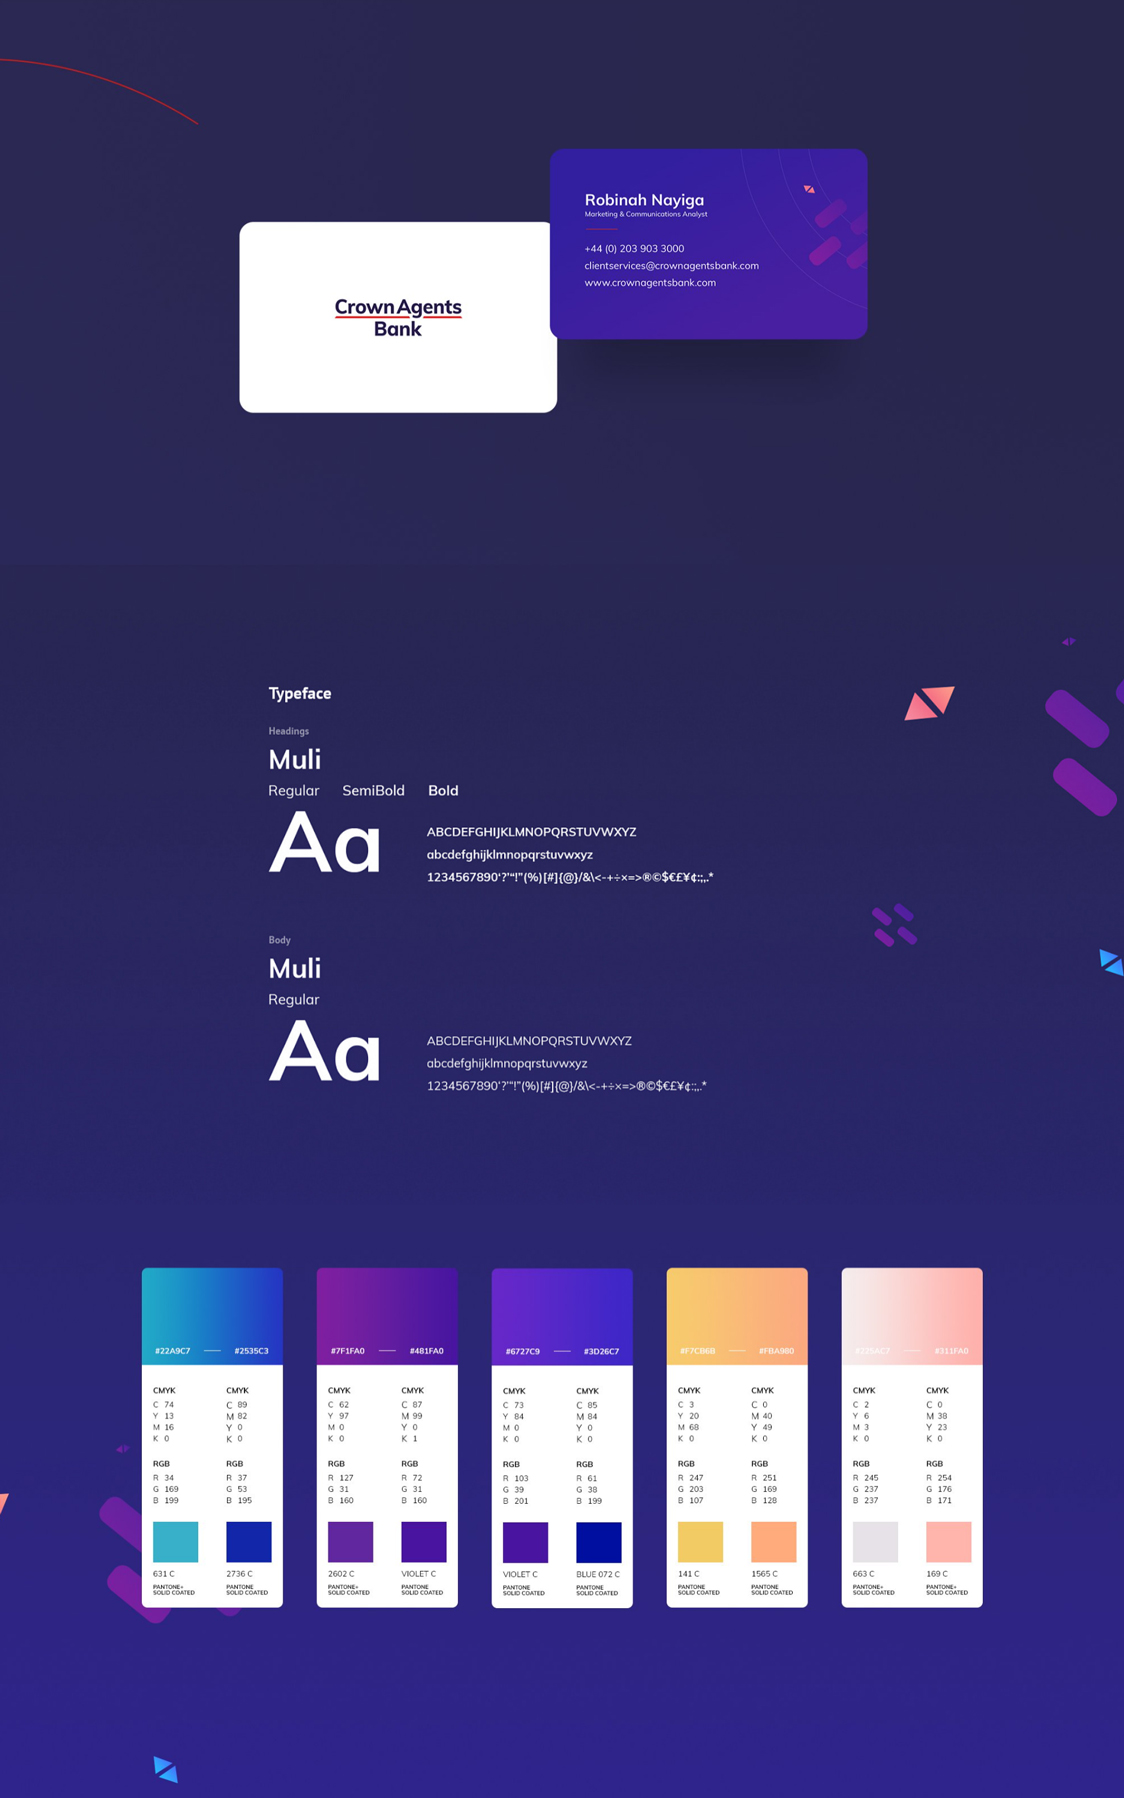 Crown Agents
Bank
Robinah Nayiga
Marketing & Communications Analyst
+44 (0) 203 903 3000
clientservices@crownagentsbank.com
www.crownagentsbank.com
Typeface
Headings
Muli
Regular SemiBold Bold
Aa
ABCDEFGHIJKLMNOPQRSTUVWXYZ
abcdefghijklmnopqrstuvwxyz
1234567890‘?’“!”(%)[#]{@}/&\<-+÷×=>®©$€£¥¢:;,.*
Body
Muli
Regular
Aa
ABCDEFGHIJKLMNOPQRSTUVWXYZ
abcdefghijklmnopqrstuvwxyz
1234567890‘?’“!”(%)[#]{@}/&\<-+÷×=>®©$€£¥¢:;,.*
#22A9C7 #2535C3
CMYK CMYK
C 74 C 89
Y 13 M 82
M 16 Y 0
K 0 K 0
RGB RGB
R 34 R 37
G 169 G 53
B 199 B 195
631 C 2736 C
PANTONE+ PANTONE
SOLID COATED SOLID COATED
#7F1FA0 #481FA0
CMYK CMYK
C 62 C 87
Y 97 M 99
M 0 Y 0
K 0 K 1
RGB RGB
R 127 R 72
G 31 G 31
B 160 B 160
2602 C VIOLET C
PANTONE+ PANTONE
SOLID COATED SOLID COATED
#6727C9 #3D26C7
CMYK CMYK
C 73 C 85
Y 84 M 84
M 0 Y 0
K 0 K 0
RGB RGB
R 103 R 61
G 39 G 38
B 201 B 199
VIOLET C BLUE 072 C
PANTONE PANTONE
SOLID COATED SOLID COATED
#F7CB6B #FBA980
CMYK CMYK
C 3 C 0
Y 20 M 40
M 68 Y 49
K 0 K 0
RGB RGB
R 247 R 251
G 203 G 169
B 107 B 128
141 C 1565 C
PANTONE PANTONE
SOLID COATED SOLID COATED
#311FA0
CMYK CMYK
C 2 C 0
Y 6 M 38
M 3 Y 23
K 0 K 0
RGB RGB
R 245 R 254
G 237 G 176
B 237 B 171
663 C 169 C
PANTONE+ PANTONE
SOLID COATED SOLID COATED